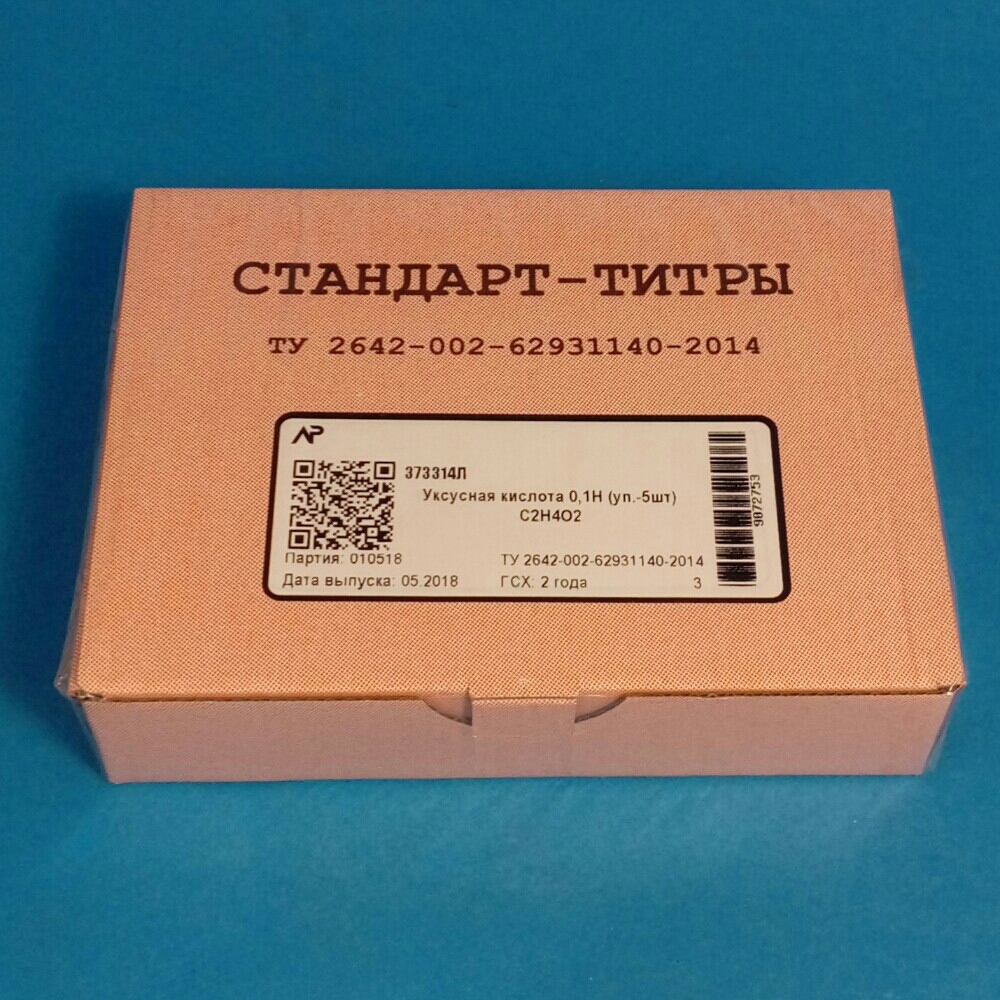 СТАНДАРТ-ТИТРЫ
ТУ 2642-002-62931140-2014
АР
373314Л
Уксусная кислота 0,1Н (уп.-5шт)
C2H4O2
Партия: 010518 ТУ 2642-002-62931140-2014
Дата выпуска: 05.2018 ГСХ: 2 года 3
9872753